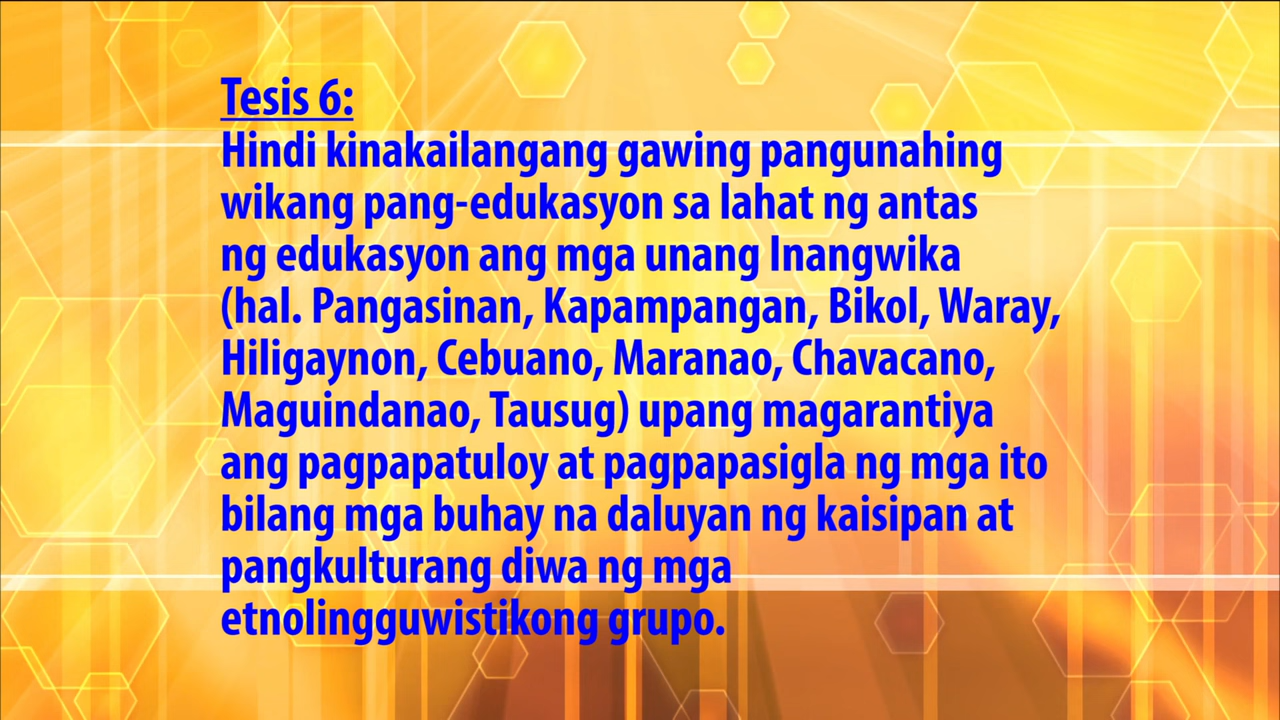 Tesis 6:
Hindi kinakailangang gawing pangunahing
wikang pang-edukasyon sa lahat ng antas
ng edukasyon ang mga unang Inangwika
(hal. Pangasinan, Kapampangan, Bikol, Waray,
Hiligaynon, Cebuano, Maranao, Chavacano,
Maguindanao, Tausug) upang magarantiya
ang pagpapatuloy at pagpapasigla ng mga ito
bilang mga buhay na daluyan ng kaisipan at
pangkulturang diwa ng mga
etnolingguwistikong grupo.